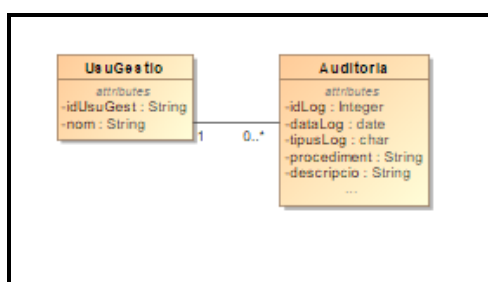 UsuGestio
attributes
-idUsuGest : String
-nom : String
1
0..*
Auditoria
attributes
-idLog : Integer
-dataLog : date
-tipusLog : char
-procediment : String
-descripcio : String
...